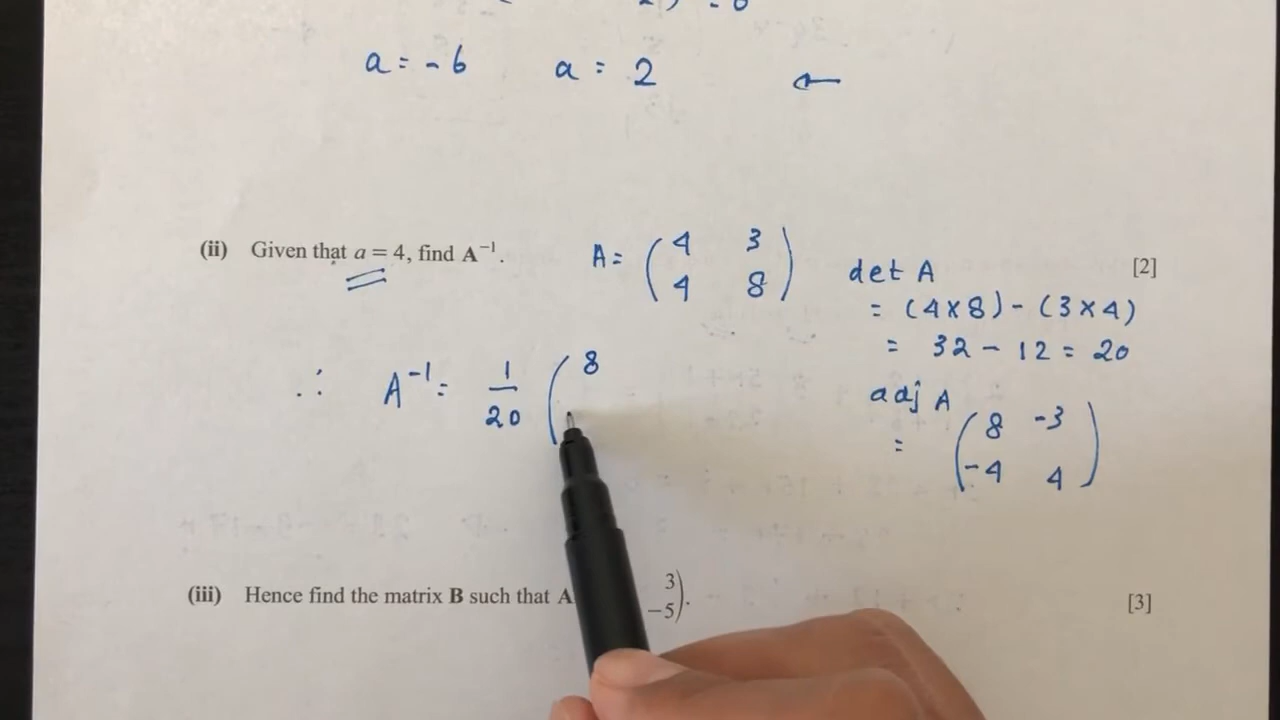 a = -6 a = 2 ←
(ii) Given that a = 4, find A⁻¹. [2]
A = ( 4 3
4 8 )
det A
= (4 × 8) - (3 × 4)
= 32 - 12 = 20
∴ A⁻¹ = 1/20 ( 8
adj A
= ( 8 -3
-4 4 )
(iii) Hence find the matrix B such that A 3
-5). [3]